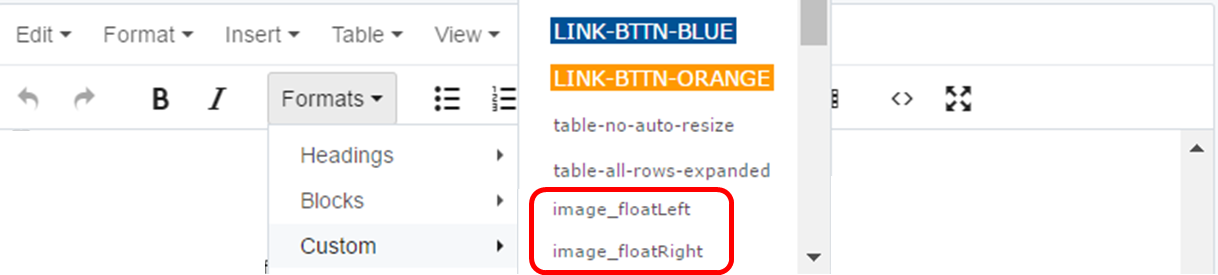 Edit Format Insert Table View
B I Formats
Headings
Blocks
Custom
LINK-BTTN-BLUE
LINK-BTTN-ORANGE
table-no-auto-resize
table-all-rows-expanded
image_floatLeft
image_floatRight